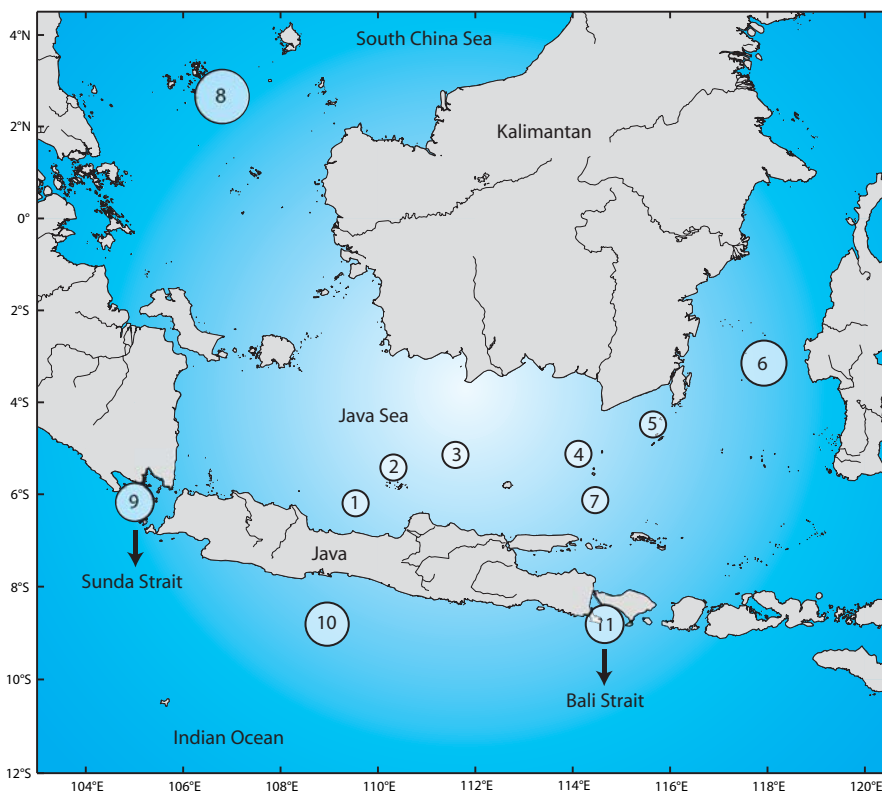 4°N
South China Sea
8
2°N
Kalimantan
0°
2°S
6
4°S
Java Sea
5
3
4
2
6°S
9
1
7
Java
Sunda Strait
8°S
10
11
10°S
Bali Strait
Indian Ocean
12°S
104°E 106°E 108°E 110°E 112°E 114°E 116°E 118°E 120°E